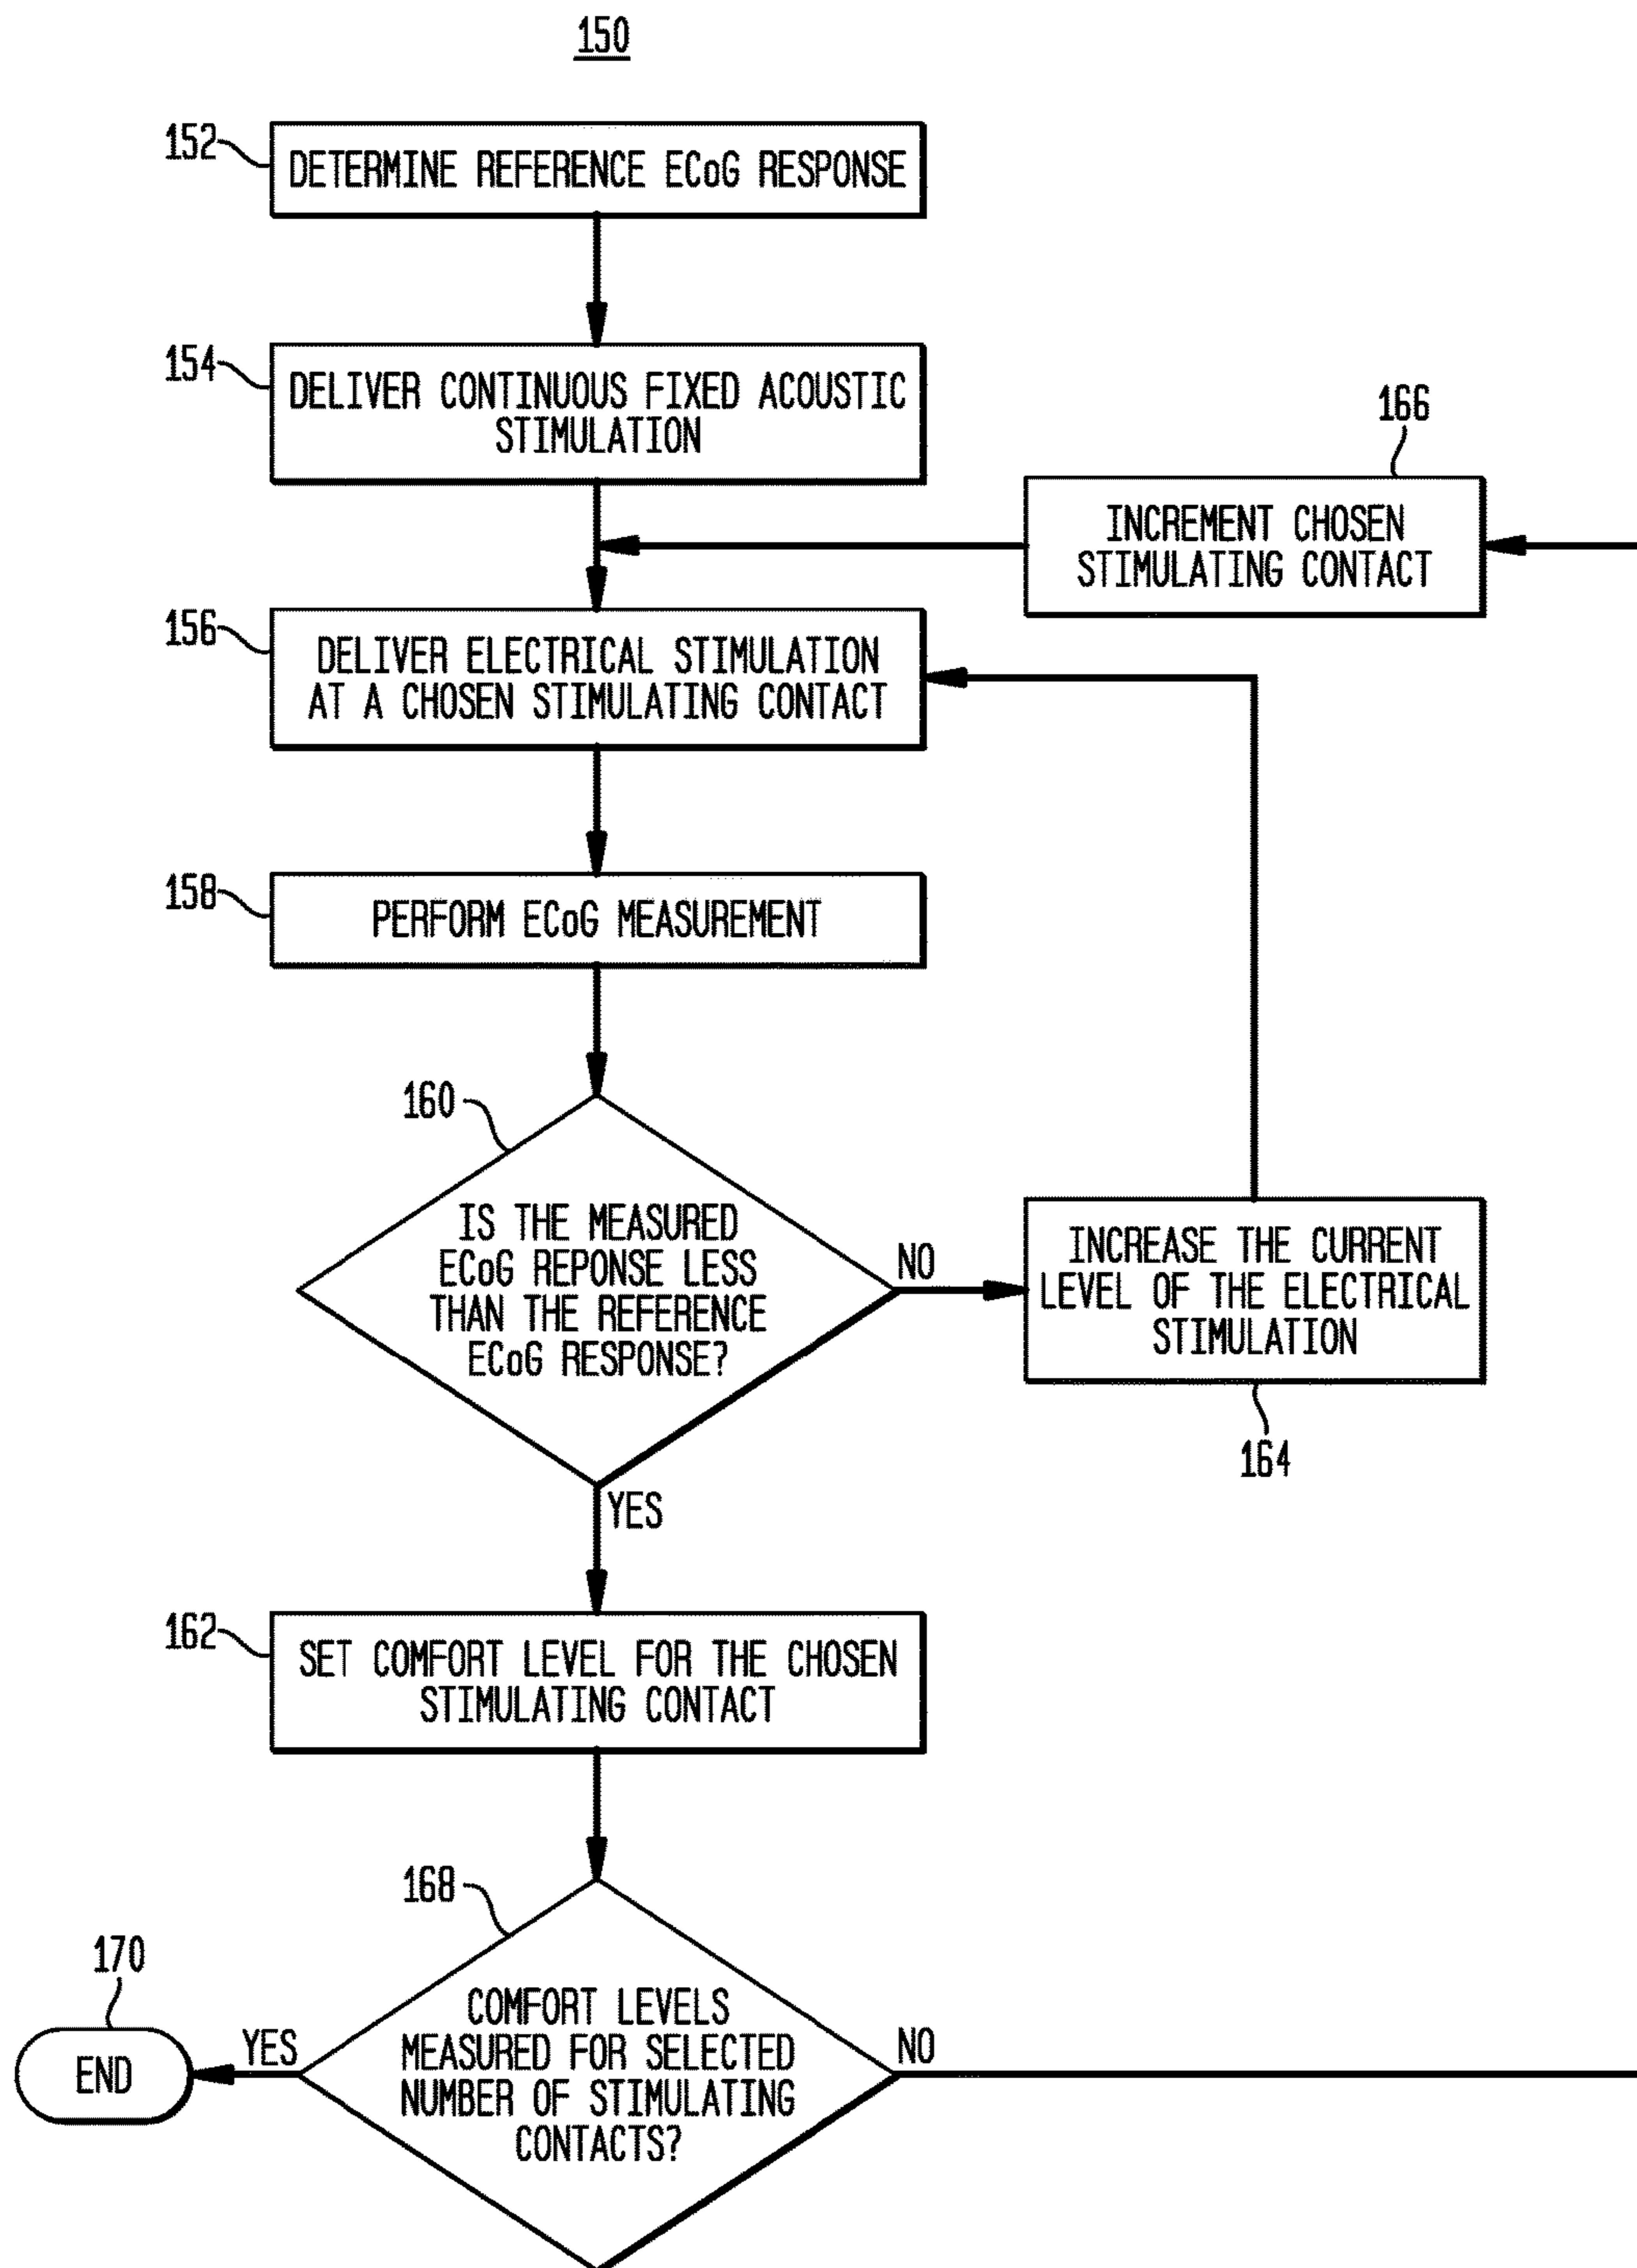 150
152
DETERMINE REFERENCE ECoG RESPONSE
154
DELIVER CONTINUOUS FIXED ACOUSTIC
STIMULATION
166
INCREMENT CHOSEN
STIMULATING CONTACT
156
DELIVER ELECTRICAL STIMULATION
AT A CHOSEN STIMULATING CONTACT
158
PERFORM ECoG MEASUREMENT
160
IS THE MEASURED
ECoG REPONSE LESS
THAN THE REFERENCE
ECoG RESPONSE?
NO
INCREASE THE CURRENT
LEVEL OF THE ELECTRICAL
STIMULATION
164
YES
162
SET COMFORT LEVEL FOR THE CHOSEN
STIMULATING CONTACT
168
COMFORT LEVELS
MEASURED FOR SELECTED
NUMBER OF STIMULATING
CONTACTS?
NO
YES
170
END